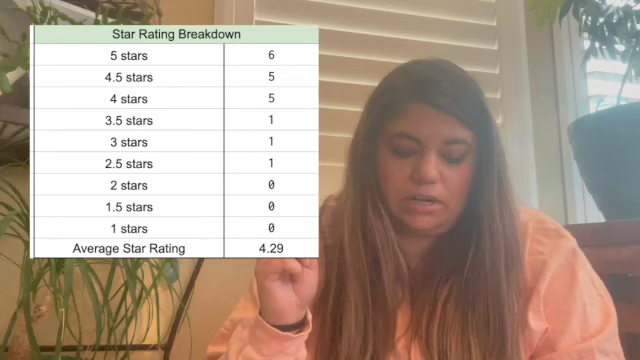 Star Rating Breakdown
5 stars 6
4.5 stars 5
4 stars 5
3.5 stars 1
3 stars 1
2.5 stars 1
2 stars 0
1.5 stars 0
1 stars 0
Average Star Rating 4.29